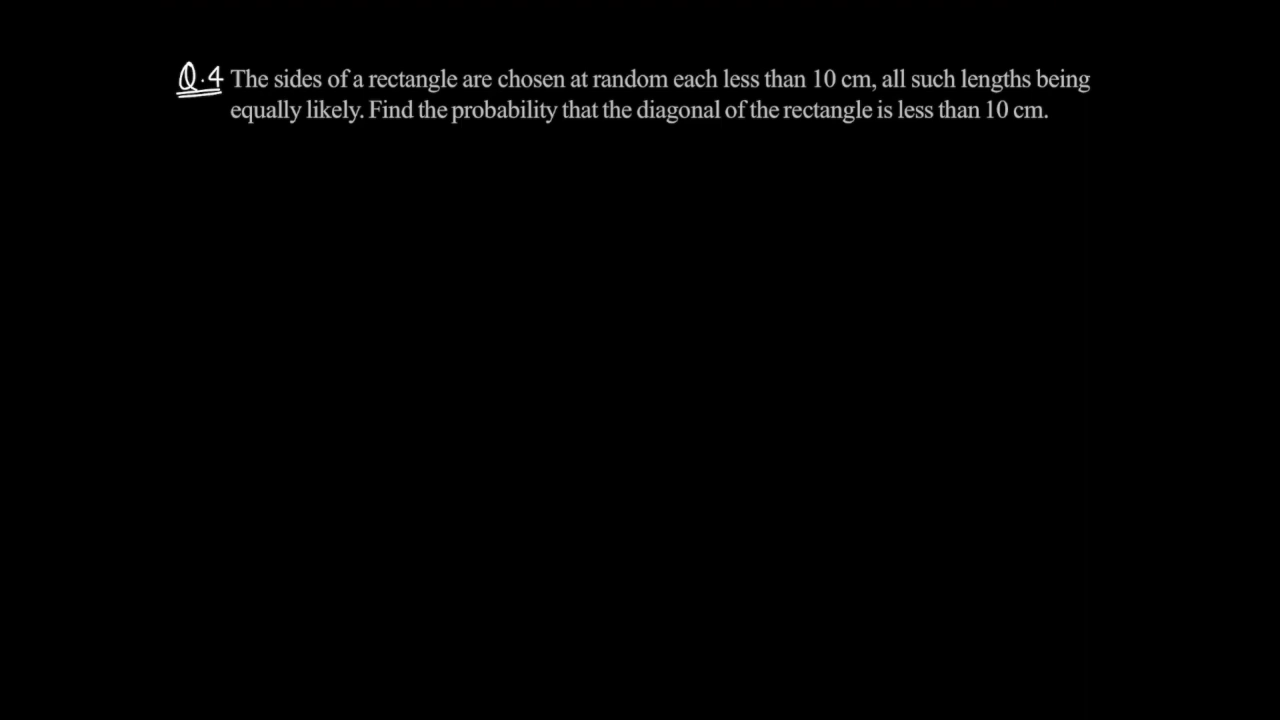 Q.4 The sides of a rectangle are chosen at random each less than 10 cm, all such lengths being
equally likely. Find the probability that the diagonal of the rectangle is less than 10 cm.